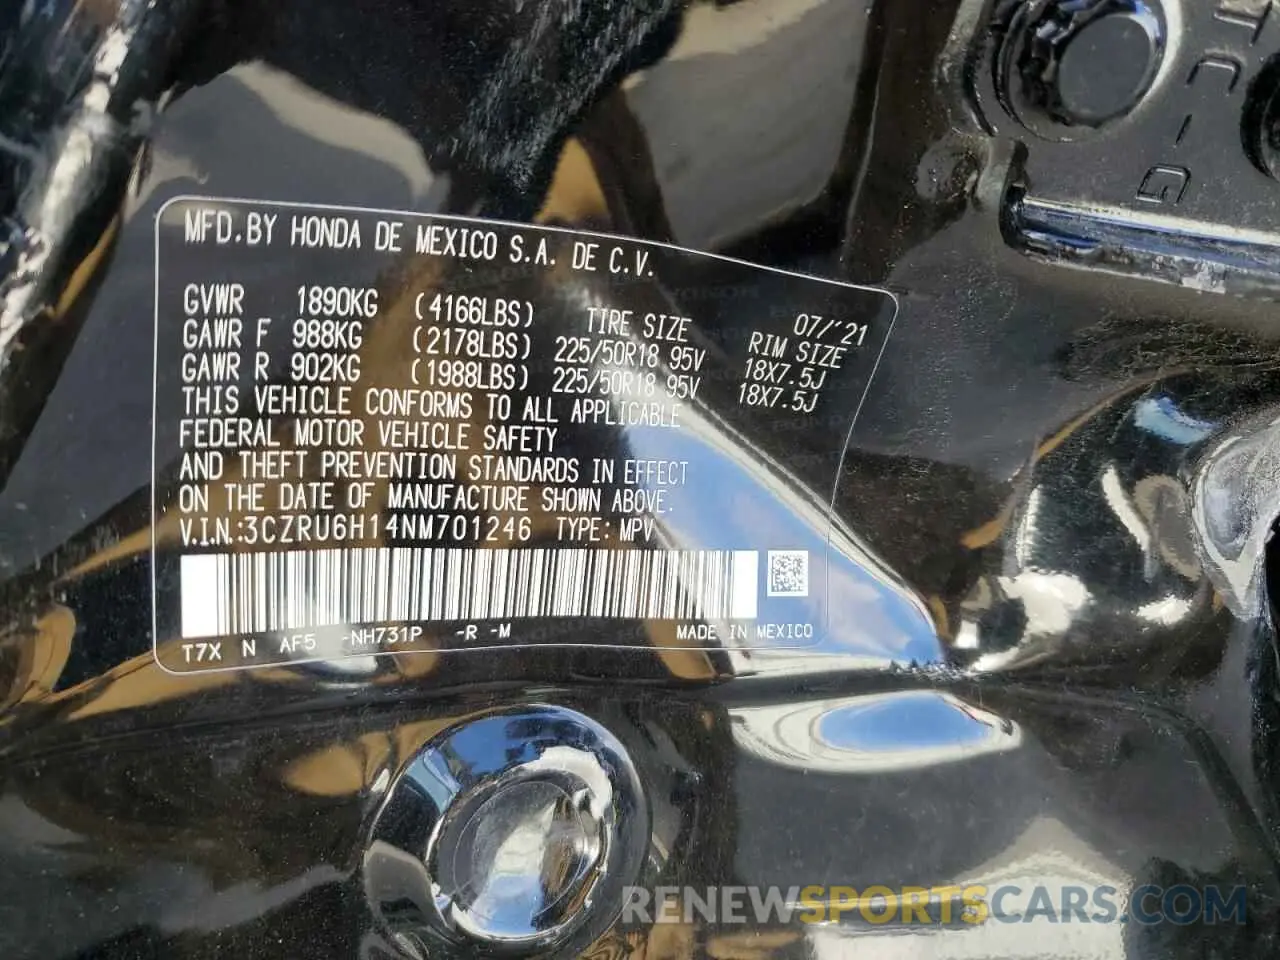 MFD.BY HONDA DE MEXICO S.A. DE C.V.
07/'21
GVWR 1890KG (4166LBS) TIRE SIZE RIM SIZE
GAWR F 988KG (2178LBS) 225/50R18 95V 18X7.5J
GAWR R 902KG (1988LBS) 225/50R18 95V 18X7.5J
THIS VEHICLE CONFORMS TO ALL APPLICABLE
FEDERAL MOTOR VEHICLE SAFETY
AND THEFT PREVENTION STANDARDS IN EFFECT
ON THE DATE OF MANUFACTURE SHOWN ABOVE.
V.I.N.:3CZRU6H14NM701246 TYPE: MPV
T7X N AF5 -NH731P -R -M MADE IN MEXICO
RENEWSPORTSCARS.COM